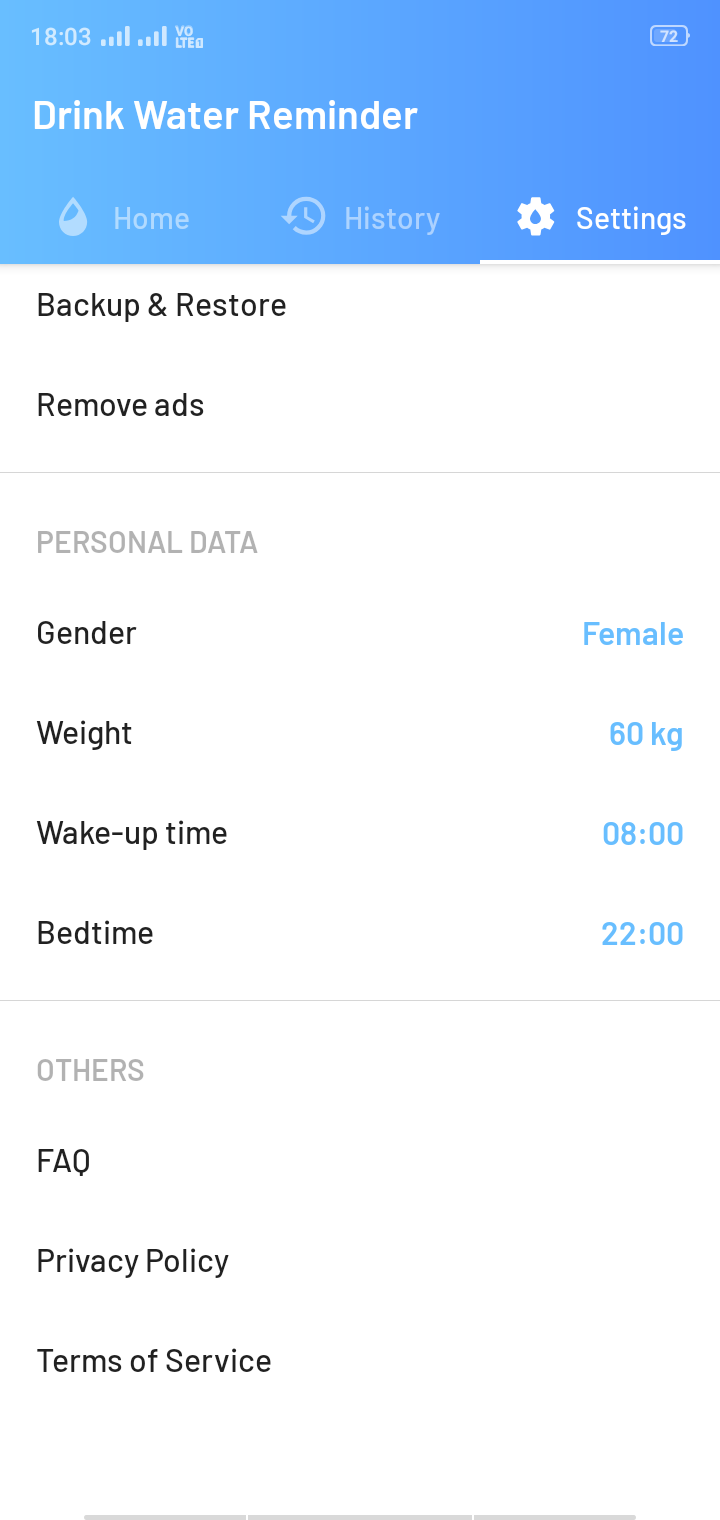 18:03 VO LTE1 72
Drink Water Reminder
Home History Settings
Backup & Restore
Remove ads
PERSONAL DATA
Gender Female
Weight 60 kg
Wake-up time 08:00
Bedtime 22:00
OTHERS
FAQ
Privacy Policy
Terms of Service